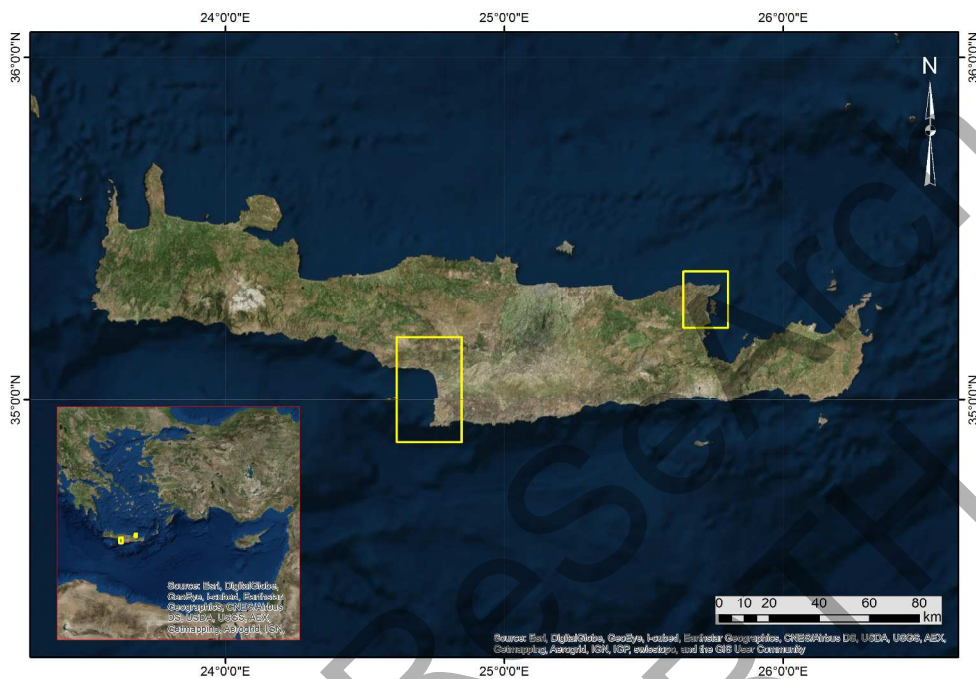 24°0'0"E 25°0'0"E 26°0'0"E
36°0'0"N 36°0'0"N
N
35°0'0"N 35°0'0"N
Source: Esri, DigitalGlobe,
GeoEye, i-cubed, Earthstar
Geographics, CNES/Airbus
DS, USDA, USGS, AEX,
Getmapping, Aerogrid, IGN,
0 10 20 40 60 80
km
Source: Esri, DigitalGlobe, GeoEye, i-cubed, Earthstar Geographics, CNES/Airbus DS, USDA, USGS, AEX,
Getmapping, Aerogrid, IGN, IGP, swisstopo, and the GIS User Community
24°0'0"E 25°0'0"E 26°0'0"E